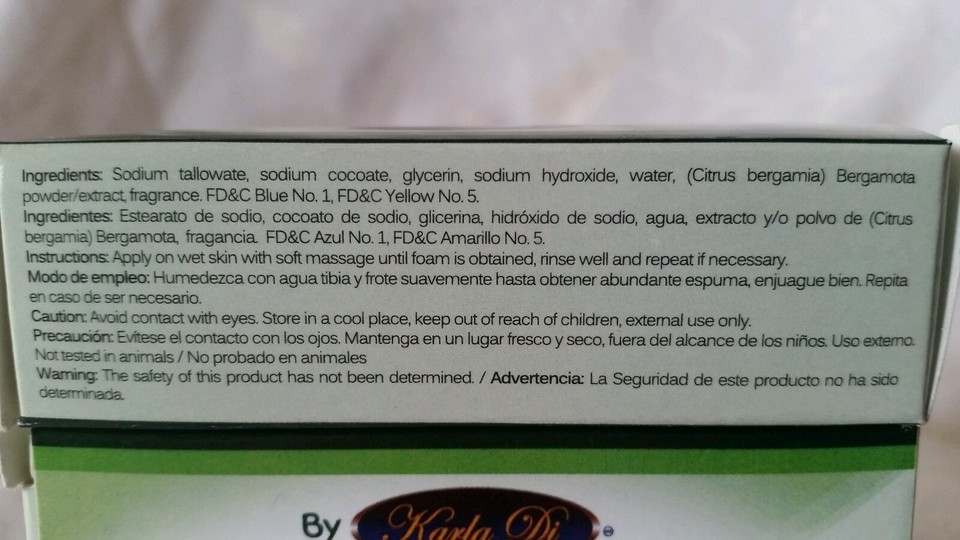 Ingredients: Sodium tallowate, sodium cocoate, glycerin, sodium hydroxide, water, (Citrus bergamia) Bergamota
powder/extract, fragrance. FD&C Blue No. 1, FD&C Yellow No. 5.
Ingredientes: Estearato de sodio, cocoato de sodio, glicerina, hidróxido de sodio, agua, extracto y/o polvo de (Citrus
bergamia) Bergamota, fragancia. FD&C Azul No. 1, FD&C Amarillo No. 5.
Instructions: Apply on wet skin with soft massage until foam is obtained, rinse well and repeat if necessary.
Modo de empleo: Humedezca con agua tibia y frote suavemente hasta obtener abundante espuma, enjuague bien. Repita
en caso de ser necesario.
Caution: Avoid contact with eyes. Store in a cool place, keep out of reach of children, external use only.
Precaución: Evítese el contacto con los ojos. Mantenga en un lugar fresco y seco, fuera del alcance de los niños. Uso externo.
Not tested in animals / No probado en animales
Warning: The safety of this product has not been determined. / Advertencia: La Seguridad de este producto no ha sido
determinada.
By Karla Di